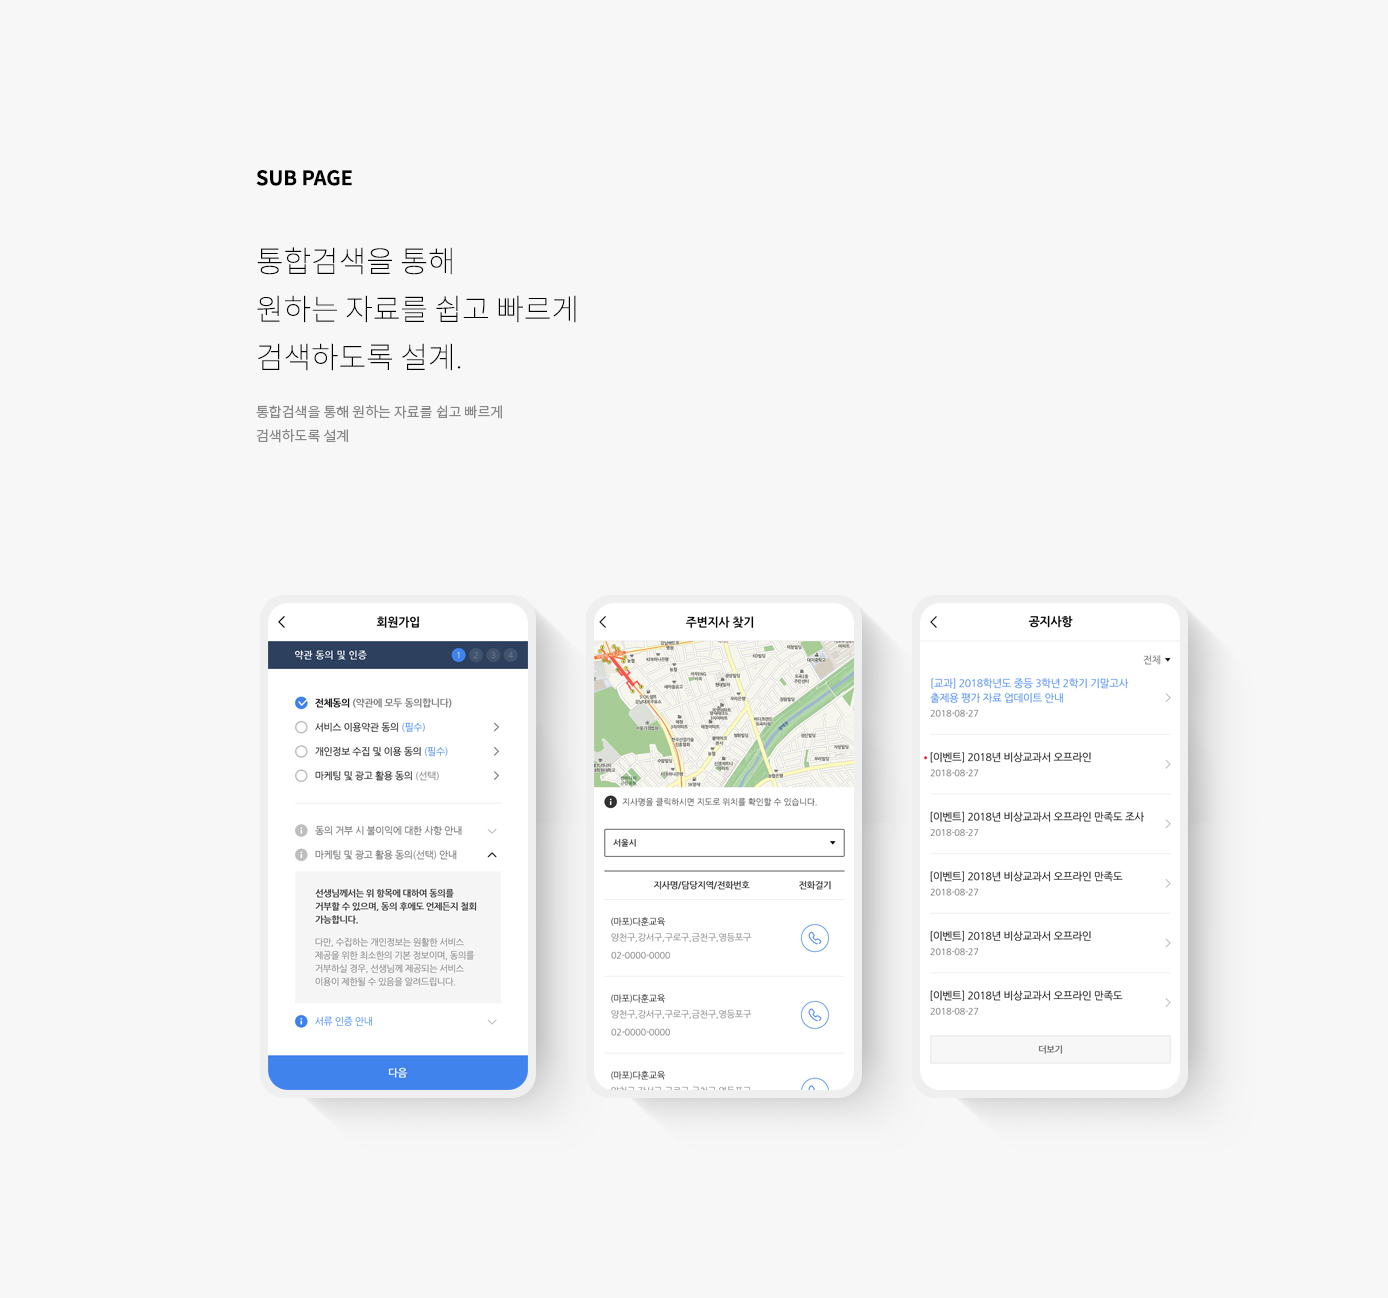 SUB PAGE
통합검색을 통해
원하는 자료를 쉽고 빠르게
검색하도록 설계.
통합검색을 통해 원하는 자료를 쉽고 빠르게
검색하도록 설계
회원가입
약관 동의 및 인증
1 2 3 4
전체동의 (약관에 모두 동의합니다)
서비스 이용약관 동의 (필수)
개인정보 수집 및 이용 동의 (필수)
마케팅 및 광고 활용 동의 (선택)
동의 거부 시 불이익에 대한 사항 안내
마케팅 및 광고 활용 동의(선택) 안내
선생님께서는 위 항목에 대하여 동의를
거부할 수 있으며, 동의 후에도 언제든지 철회
가능합니다.
다만, 수집하는 개인정보는 원활한 서비스
제공을 위한 최소한의 기본 정보이며, 동의를
거부하실 경우, 선생님께 제공되는 서비스
이용이 제한될 수 있음을 알려드립니다.
서류 인증 안내
다음
주변지사 찾기
지사명을 클릭하시면 지도로 위치를 확인할 수 있습니다.
서울시
지사명/담당지역/전화번호 전화걸기
(마포)다훈교육
양천구,강서구,구로구,금천구,영등포구
02-0000-0000
(마포)다훈교육
양천구,강서구,구로구,금천구,영등포구
02-0000-0000
(마포)다훈교육
양천구,강서구,구로구,금천구,영등포구
공지사항
전체
[교과] 2018학년도 중등 3학년 2학기 기말고사
출제용 평가 자료 업데이트 안내
2018-08-27
[이벤트] 2018년 비상교과서 오프라인
2018-08-27
[이벤트] 2018년 비상교과서 오프라인 만족도 조사
2018-08-27
[이벤트] 2018년 비상교과서 오프라인 만족도
2018-08-27
[이벤트] 2018년 비상교과서 오프라인
2018-08-27
[이벤트] 2018년 비상교과서 오프라인 만족도
2018-08-27
더보기